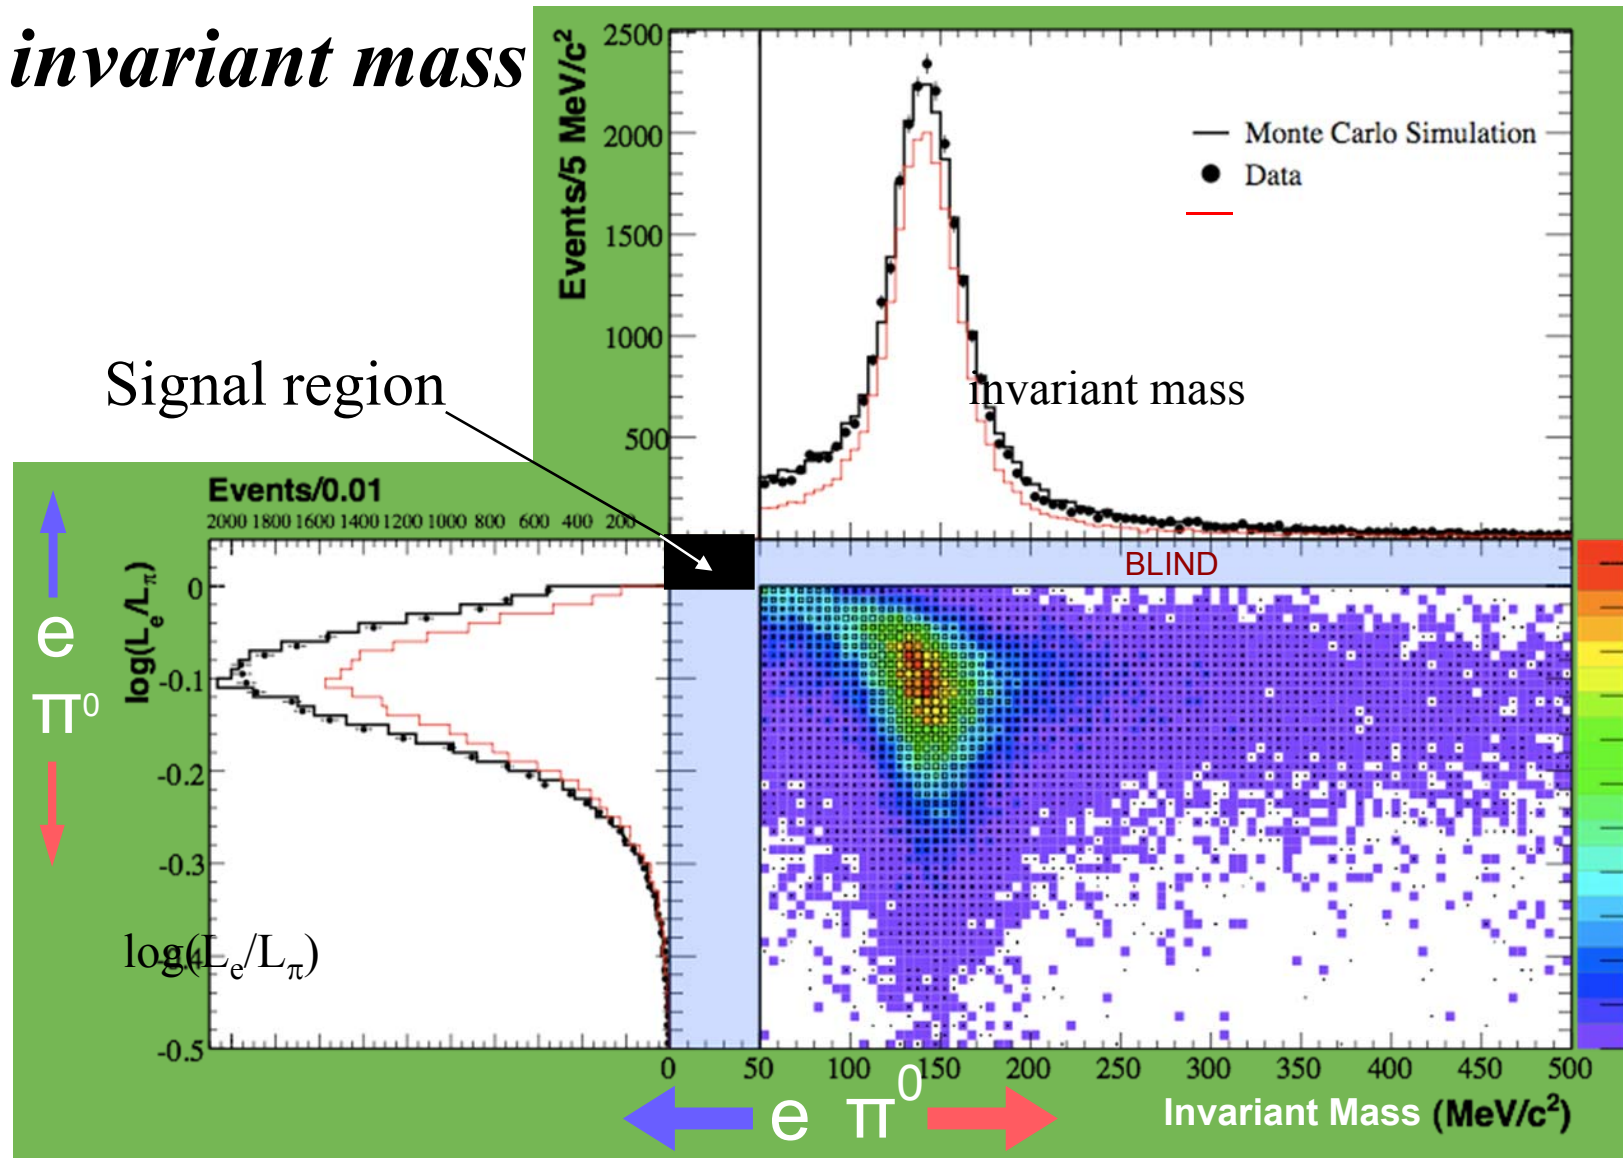 invariant mass
2500
2000
1500
1000
500
Events/5 MeV/c²
Monte Carlo Simulation
Data
invariant mass
Signal region
Events/0.01
2000 1800 1600 1400 1200 1000 800 600 400 200
BLIND
0
-0.1
-0.2
-0.3
-0.5
log(Lₑ/Lπ)
e
π⁰
log(Lₑ/Lπ)
0 50 100 150 200 250 300 350 400 450 500
e π⁰
Invariant Mass (MeV/c²)